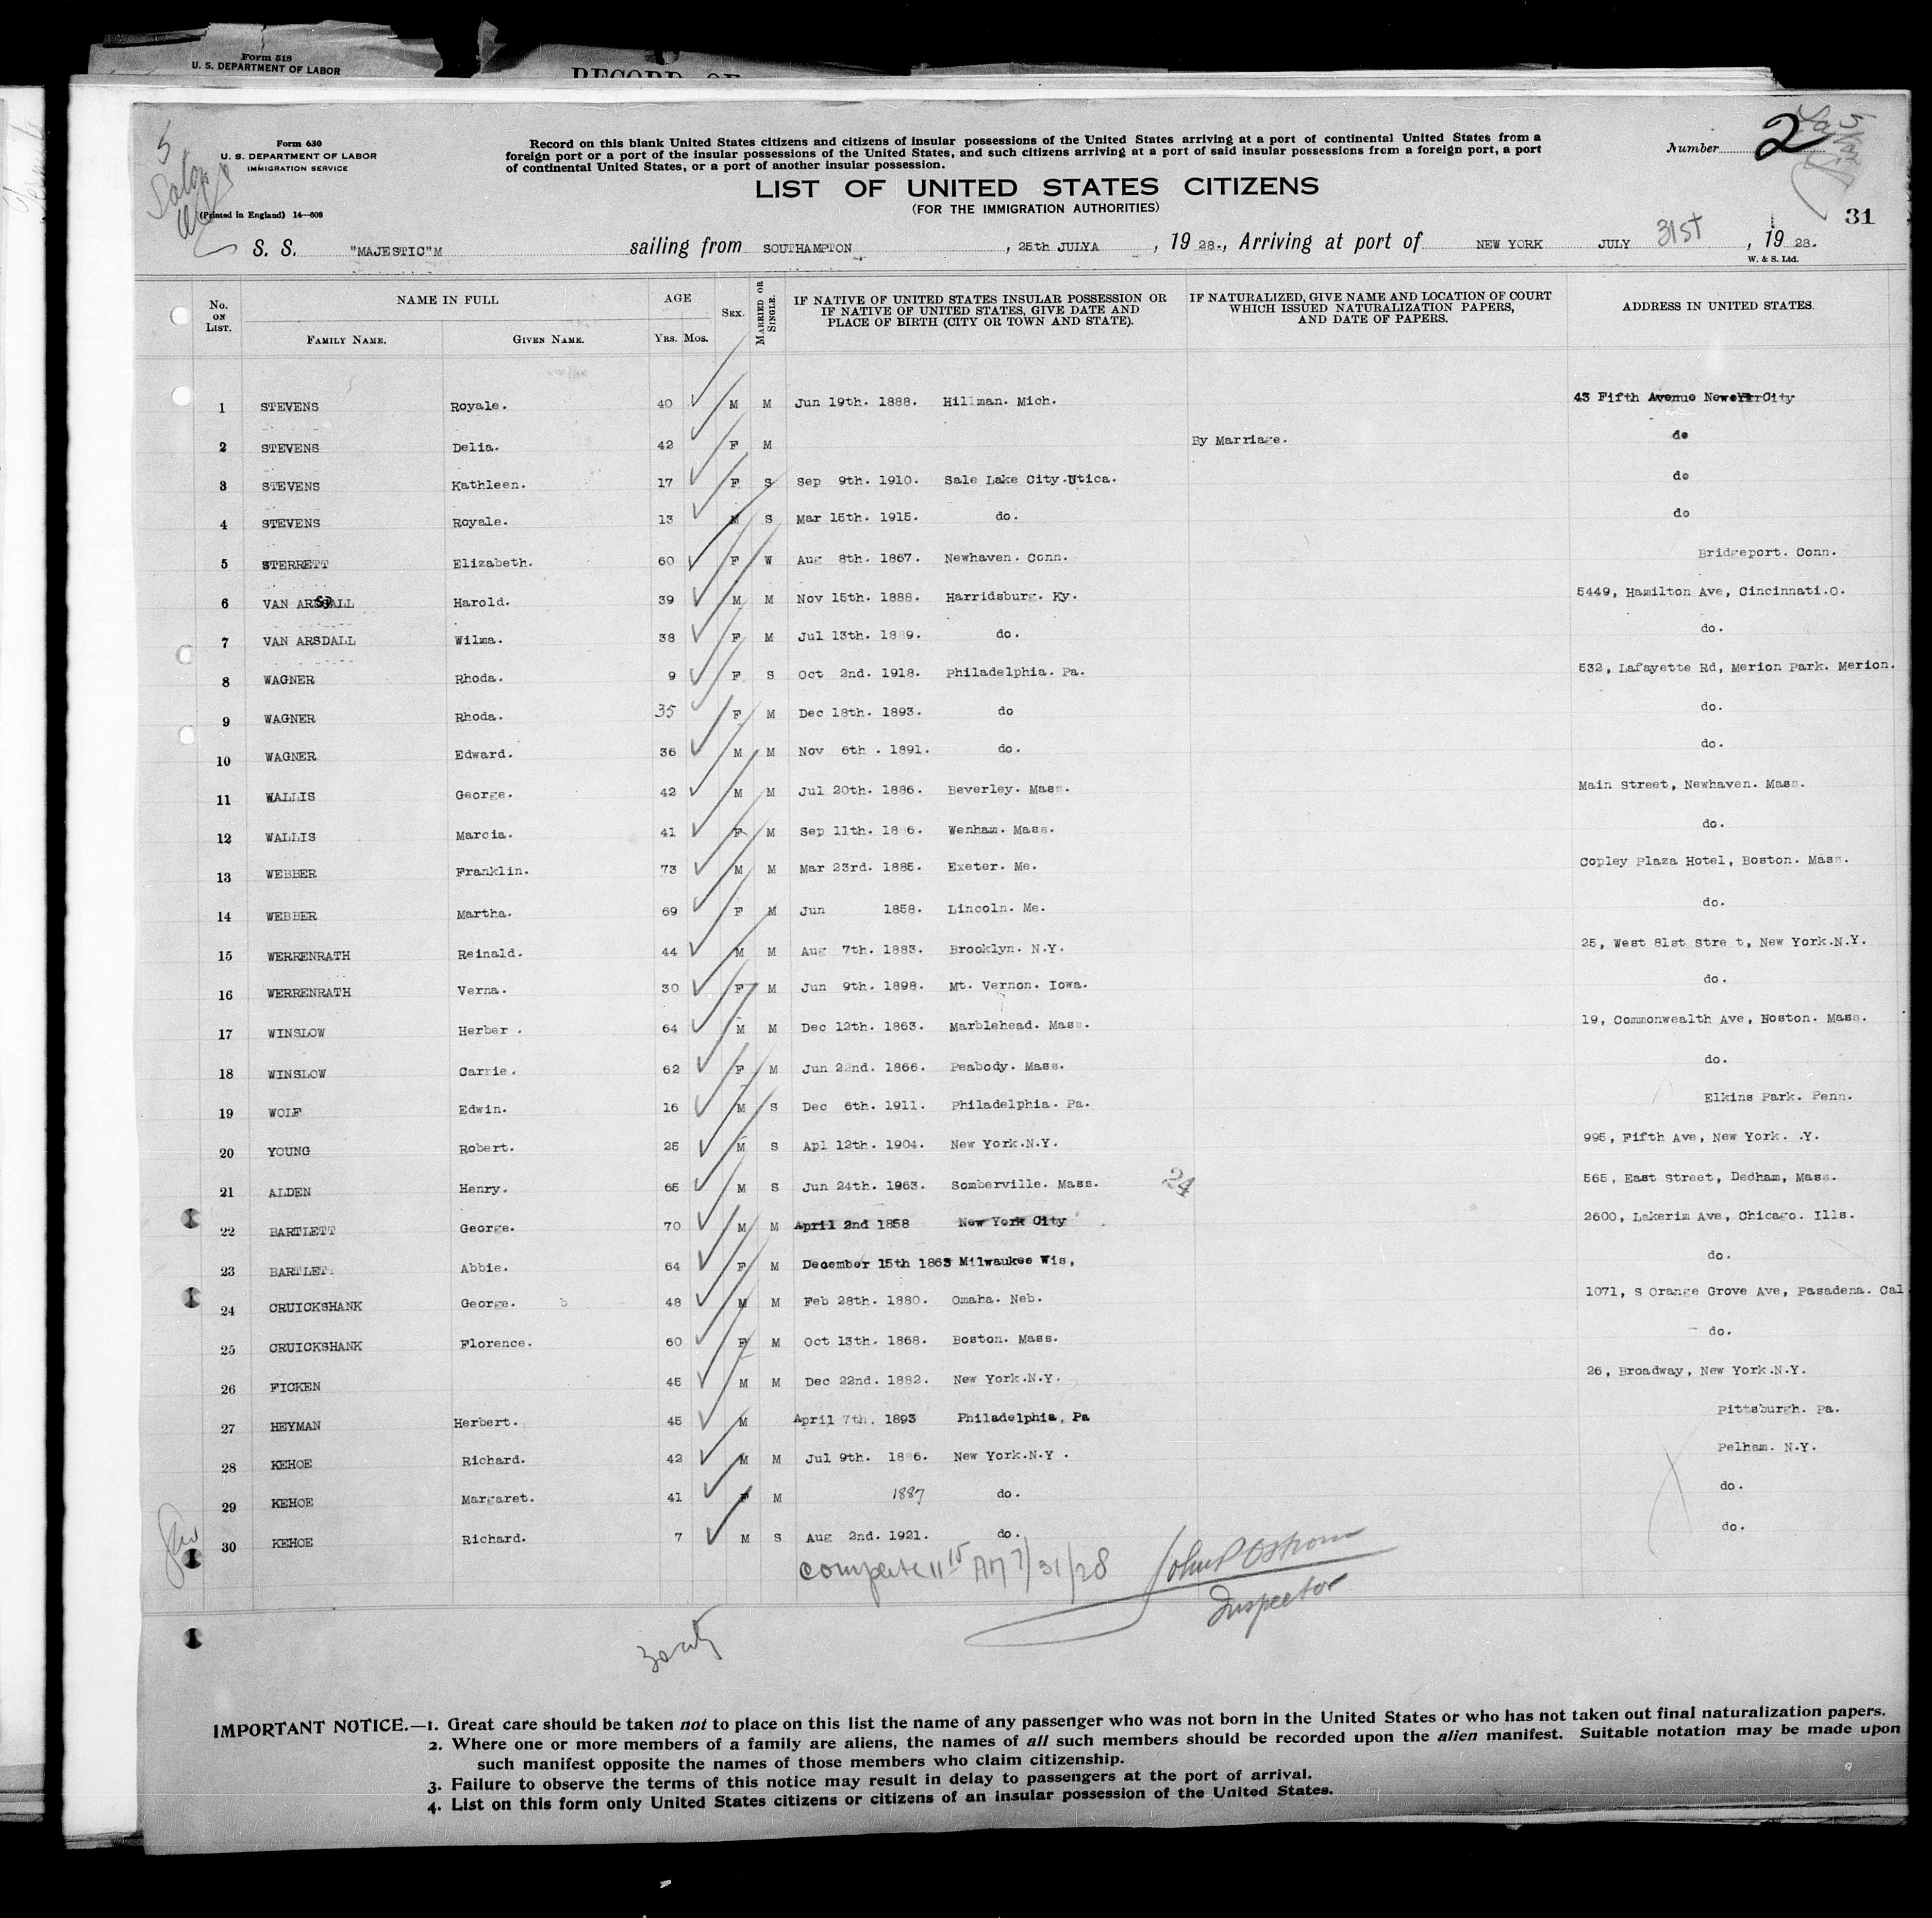 Form 518
U. S. DEPARTMENT OF LABOR
RECORD OF
5
Form 630
U. S. DEPARTMENT OF LABOR
IMMIGRATION SERVICE
(Printed in England) 14—608
Record on this blank United States citizens and citizens of insular possessions of the United States arriving at a port of continental United States from a
foreign port or a port of the insular possessions of the United States, and such citizens arriving at a port of said insular possessions from a foreign port, a port
of continental United States, or a port of another insular possession.
Number 2
LIST OF UNITED STATES CITIZENS
(FOR THE IMMIGRATION AUTHORITIES)
31
S. S. "MAJESTIC"M sailing from SOUTHAMPTON, 25th JULYA, 19 28., Arriving at port of NEW YORK JULY 31st, 19 28.
W. & S. Ltd.
No. ON LIST. NAME IN FULL FAMILY NAME. GIVEN NAME. AGE YRS. MOS. SEX. MARRIED OR SINGLE. IF NATIVE OF UNITED STATES INSULAR POSSESSION OR IF NATIVE OF UNITED STATES, GIVE DATE AND PLACE OF BIRTH (CITY OR TOWN AND STATE). IF NATURALIZED, GIVE NAME AND LOCATION OF COURT WHICH ISSUED NATURALIZATION PAPERS, AND DATE OF PAPERS. ADDRESS IN UNITED STATES.
1 STEVENS Royale. 40 M M Jun 19th. 1888. Hillman. Mich. 43 Fifth Avenue New York City
2 STEVENS Delia. 42 F M By Marriage. do
3 STEVENS Kathleen. 17 F S Sep 9th. 1910. Sale Lake City.Utica. do
4 STEVENS Royale. 13 M S Mar 15th. 1915. do. do
5 STERRETT Elizabeth. 60 F W Aug 8th. 1867. Newhaven. Conn. Bridgeport. Conn.
6 VAN ARSDALL Harold. 39 M M Nov 15th. 1888. Harridsburg. Ky. 5449, Hamilton Ave, Cincinnati.O.
7 VAN ARSDALL Wilma. 38 F M Jul 13th. 1889. do. do.
8 WAGNER Rhoda. 9 F S Oct 2nd. 1918. Philadelphia. Pa. 532, Lafayette Rd, Merion Park. Merion.
9 WAGNER Rhoda. 35 F M Dec 18th. 1893. do do.
10 WAGNER Edward. 36 M M Nov 6th . 1891. do. do.
11 WALLIS George. 42 M M Jul 20th. 1886. Beverley. Mass. Main Street, Newhaven. Mass.
12 WALLIS Marcia. 41 F M Sep 11th. 1886. Wenham. Mass. do.
13 WEBBER Franklin. 73 M M Mar 23rd. 1885. Exeter. Me. Copley Plaza Hotel, Boston. Mass.
14 WEBBER Martha. 69 F M Jun 1858. Lincoln. Me. do.
15 WERRENRATH Reinald. 44 M M Aug 7th. 1883. Brooklyn. N.Y. 25, West 81st Stre t, New York.N.Y.
16 WERRENRATH Verna. 30 F M Jun 9th. 1898. Mt. Vernon. Iowa. do.
17 WINSLOW Herber . 64 M M Dec 12th. 1863. Marblehead. Mass. 19, Commonwealth Ave, Boston. Mass.
18 WINSLOW Carrie. 62 F M Jun 22nd. 1866. Peabody. Mass. do.
19 WOLF Edwin. 16 M S Dec 6th. 1911. Philadelphia. Pa. Elkins Park. Penn.
20 YOUNG Robert. 25 M S Apl 12th. 1904. New York.N.Y. 995, Fifth Ave, New York. .Y.
21 ALDEN Henry. 65 M S Jun 24th. 1963. Somberville. Mass. 24 565, East Street, Dedham, Mass.
22 BARTLETT George. 70 M M April 2nd 1858 New York City 2600, Lakerim Ave, Chicago. Ills.
23 BARTLET. Abbie. 64 F M December 15th 1863 Milwaukee Wis, do.
24 CRUICKSHANK George. b 48 M M Feb 28th. 1880. Omaha. Neb. 1071, S Orange Grove Ave, Pasadena. Cal
25 CRUICKSHANK Florence. 60 F M Oct 13th. 1868. Boston. Mass. do.
26 FICKEN 45 M M Dec 22nd. 1882. New York.N.Y. 26, Broadway, New York.N.Y.
27 HEYMAN Herbert. 45 M April 7th. 1893 Philadelphia, Pa Pittsburgh. Pa.
28 KEHOE Richard. 42 M M Jul 9th. 1886. New York.N.Y . Pelham. N.Y.
29 KEHOE Margaret. 41 F M 1887 do. do.
30 KEHOE Richard. 7 M S Aug 2nd. 1921. do. do.
complete 11 15 AM 7/31/28
Inspector
IMPORTANT NOTICE.—1. Great care should be taken not to place on this list the name of any passenger who was not born in the United States or who has not taken out final naturalization papers.
2. Where one or more members of a family are aliens, the names of all such members should be recorded upon the alien manifest. Suitable notation may be made upon
such manifest opposite the names of those members who claim citizenship.
3. Failure to observe the terms of this notice may result in delay to passengers at the port of arrival.
4. List on this form only United States citizens or citizens of an insular possession of the United States.